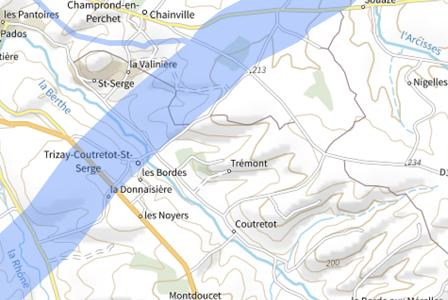 Champrond-en-
Perchet
les Pantoires
Chainville
Souazé
Pados
l'Arcisses
la Valinière
213
St-Serge
Nigelles
la Berthe
Trizay-Coutretot-St-
Serge
Trémont
234
les Bordes
la Donnaisière
les Noyers
Coutretot
la Rhône
200
Montdoucet